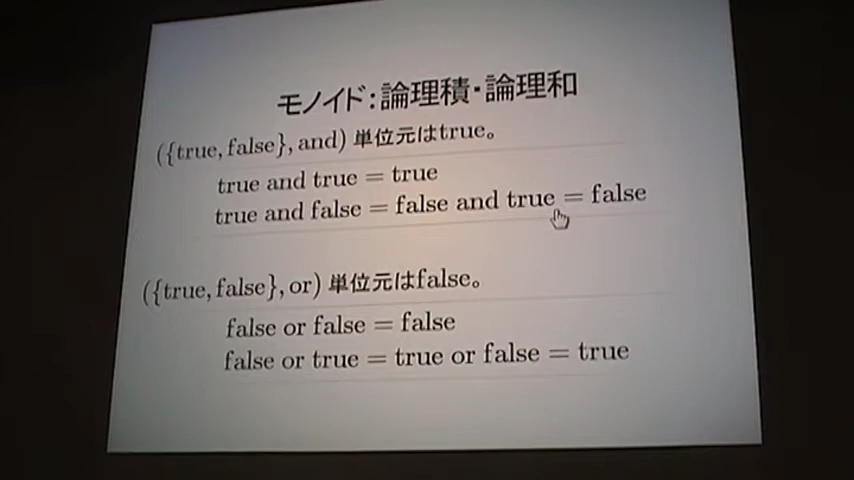 モノイド:論理積・論理和
({true, false}, and) 単位元はtrue。
true and true = true
true and false = false and true = false
({true, false}, or) 単位元はfalse。
false or false = false
false or true = true or false = true